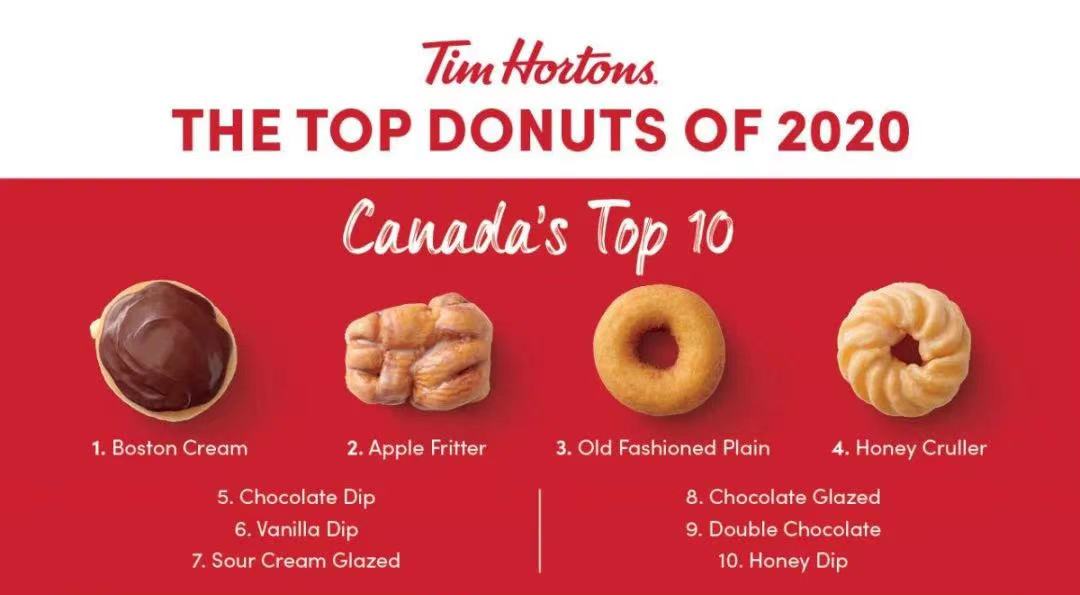 Tim Hortons.
THE TOP DONUTS OF 2020
Canada's Top 10
1. Boston Cream
2. Apple Fritter
3. Old Fashioned Plain
4. Honey Cruller
5. Chocolate Dip
6. Vanilla Dip
7. Sour Cream Glazed
8. Chocolate Glazed
9. Double Chocolate
10. Honey Dip